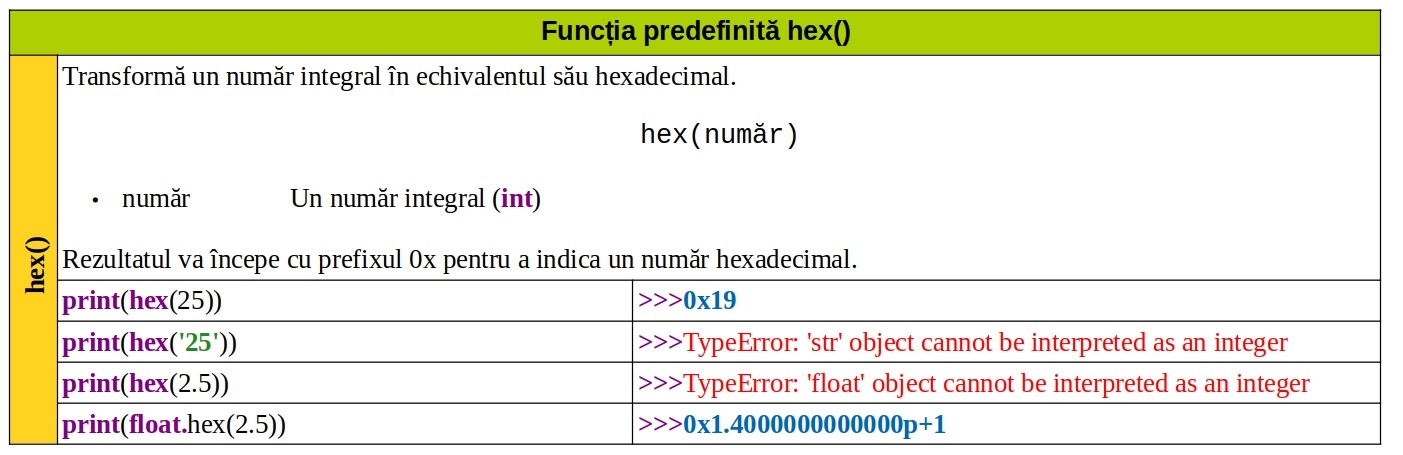 Funcția predefinită hex()
hex()
Transformă un număr integral în echivalentul său hexadecimal.
hex(număr)
• număr Un număr integral (int)
Rezultatul va începe cu prefixul 0x pentru a indica un număr hexadecimal.
print(hex(25)) >>>0x19
print(hex('25')) >>>TypeError: 'str' object cannot be interpreted as an integer
print(hex(2.5)) >>>TypeError: 'float' object cannot be interpreted as an integer
print(float.hex(2.5)) >>>0x1.4000000000000p+1